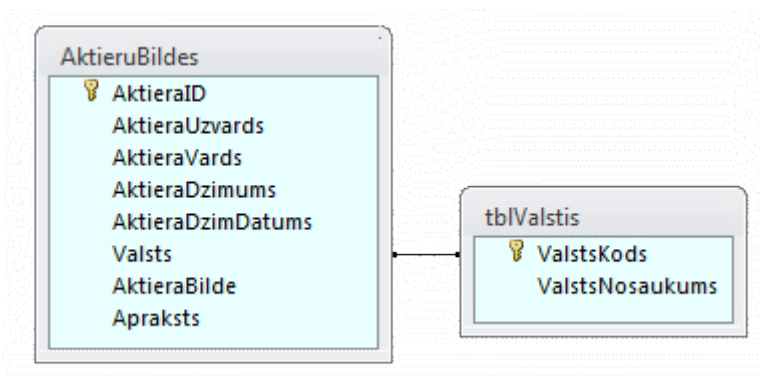 AktieruBildes
AktieraID
AktieraUzvards
AktieraVards
AktieraDzimums
AktieraDzimDatums
Valsts
AktieraBilde
Apraksts
tblValstis
ValstsKods
ValstsNosaukums